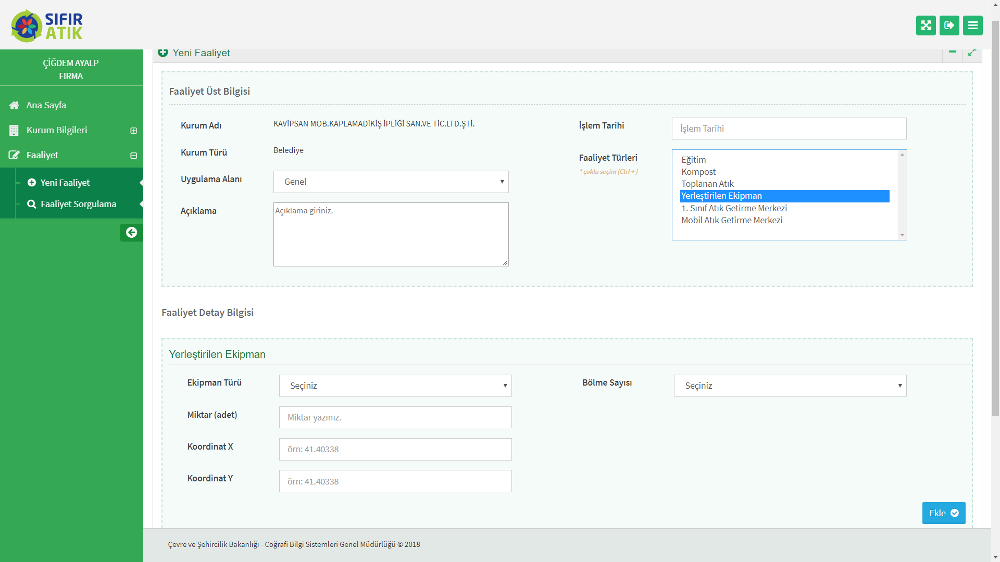 SIFIR
ATIK
ÇİĞDEM AYALP
FIRMA
Ana Sayfa
Kurum Bilgileri
Faaliyet
Yeni Faaliyet
Faaliyet Sorgulama
Yeni Faaliyet
Faaliyet Üst Bilgisi
Kurum Adı
KAVİPSAN MOB.KAPLAMADİKİŞ İPLİĞİ SAN.VE TİC.LTD.ŞTİ.
Kurum Türü
Belediye
Uygulama Alanı
Genel
Açıklama
Açıklama giriniz.
İşlem Tarihi
İşlem Tarihi
Faaliyet Türleri
* çoklu seçim (Ctrl + )
Eğitim
Kompost
Toplanan Atık
Yerleştirilen Ekipman
1. Sınıf Atık Getirme Merkezi
Mobil Atık Getirme Merkezi
Faaliyet Detay Bilgisi
Yerleştirilen Ekipman
Ekipman Türü
Seçiniz
Bölme Sayısı
Seçiniz
Miktar (adet)
Miktar yazınız.
Koordinat X
örn: 41.40338
Koordinat Y
örn: 41.40338
Ekle
Çevre ve Şehircilik Bakanlığı - Coğrafi Bilgi Sistemleri Genel Müdürlüğü © 2018